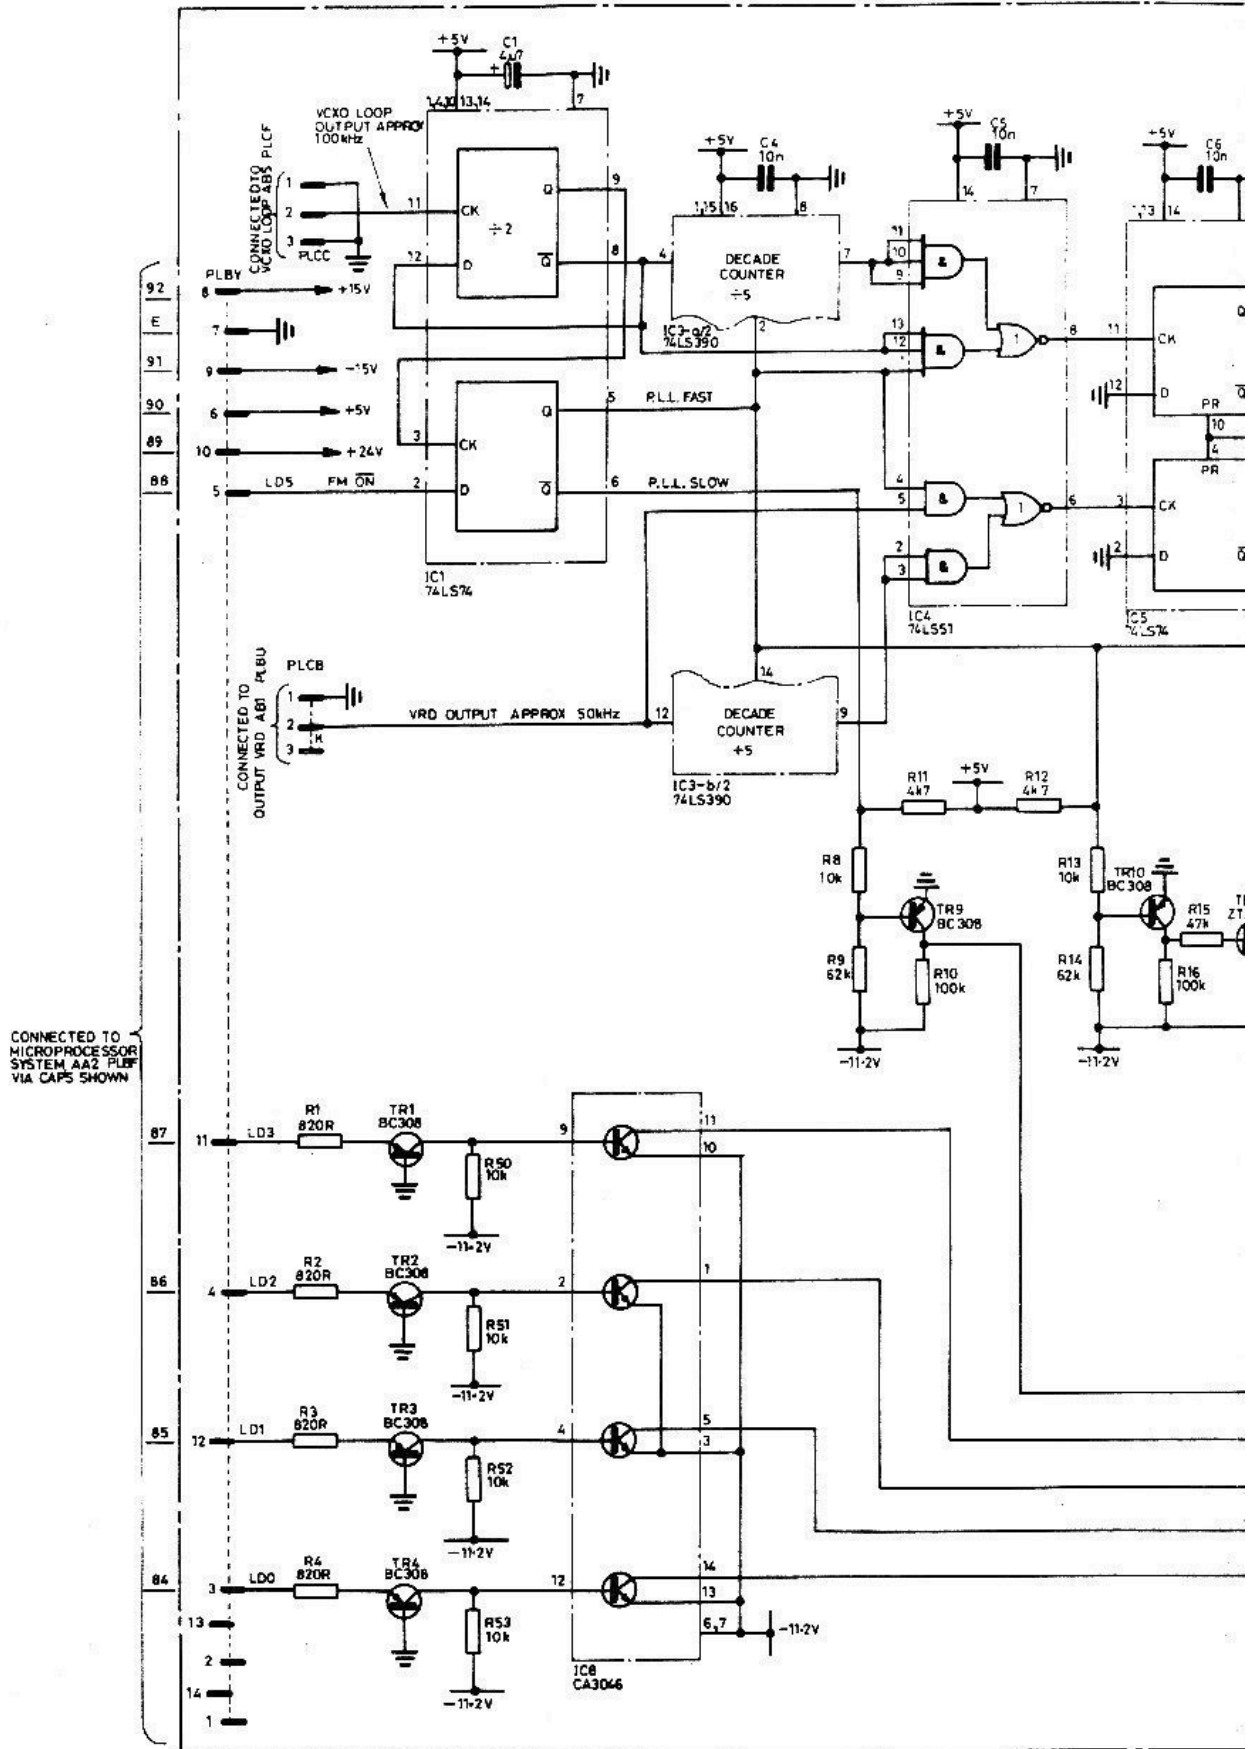 +5V
C1
4µ7
+
1,4,10,13,14
7
VCXO LOOP
OUTPUT APPROX
100kHz
CONNECTED TO
VCXO LOOP AB5 PLCF
1
2
3
PLCC
11
CK
÷2
Q
9
12
D
Q
8
+5V
C4
10n
1,15
16
8
4
DECADE
COUNTER
÷5
7
2
IC3-a/2
74LS390
+5V
C5
10n
14
7
11
10
9
&
13
12
1
&
1
8
4
5
&
2
3
&
1
6
IC4
74LS51
+5V
C6
10n
1,13
14
11
CK
Q
12
D
Q
PR
10
4
PR
3
CK
2
D
Q
IC5
74LS74
PLBY
92
8
+15V
E
7
91
9
-15V
90
6
+5V
89
10
+24V
88
5
LD5
FM ON
2
D
3
CK
Q
5
P.L.L. FAST
Q
6
P.L.L. SLOW
IC1
74LS74
CONNECTED TO
OUTPUT VRD AB1 PLBU
PLCB
1
2
K
3
VRD OUTPUT APPROX 50kHz
12
14
DECADE
COUNTER
÷5
9
IC3-b/2
74LS390
R11
4k7
+5V
R12
4k7
R8
10k
TR9
BC308
R9
62k
R10
100k
-11.2V
R13
10k
TR10
BC308
R15
47k
R14
62k
R16
100k
-11.2V
CONNECTED TO
MICROPROCESSOR
SYSTEM AA2 PLBF
VIA CAPS SHOWN
87
11
LD3
R1
820R
TR1
BC308
R50
10k
-11.2V
9
11
10
86
4
LD2
R2
820R
TR2
BC308
R51
10k
-11.2V
2
1
85
12
LD1
R3
820R
TR3
BC308
R52
10k
-11.2V
4
5
3
84
3
LD0
R4
820R
TR4
BC308
R53
10k
-11.2V
12
14
13
6,7
-11.2V
IC8
CA3046
13
2
14
1